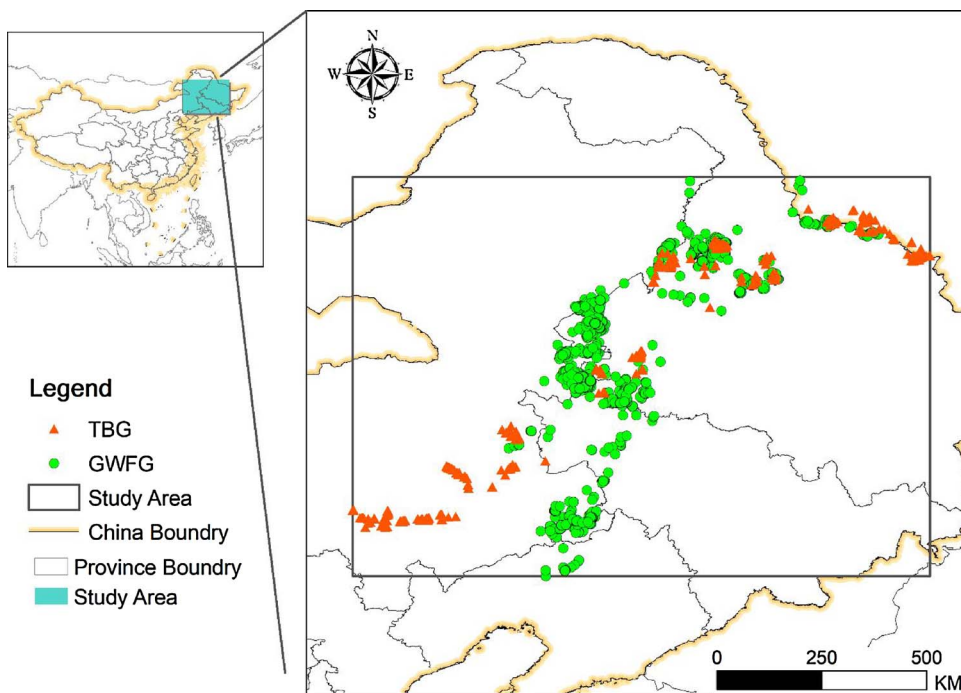 N
W E
S
Legend
TBG
GWFG
Study Area
China Boundry
Province Boundry
Study Area
0 250 500
KM